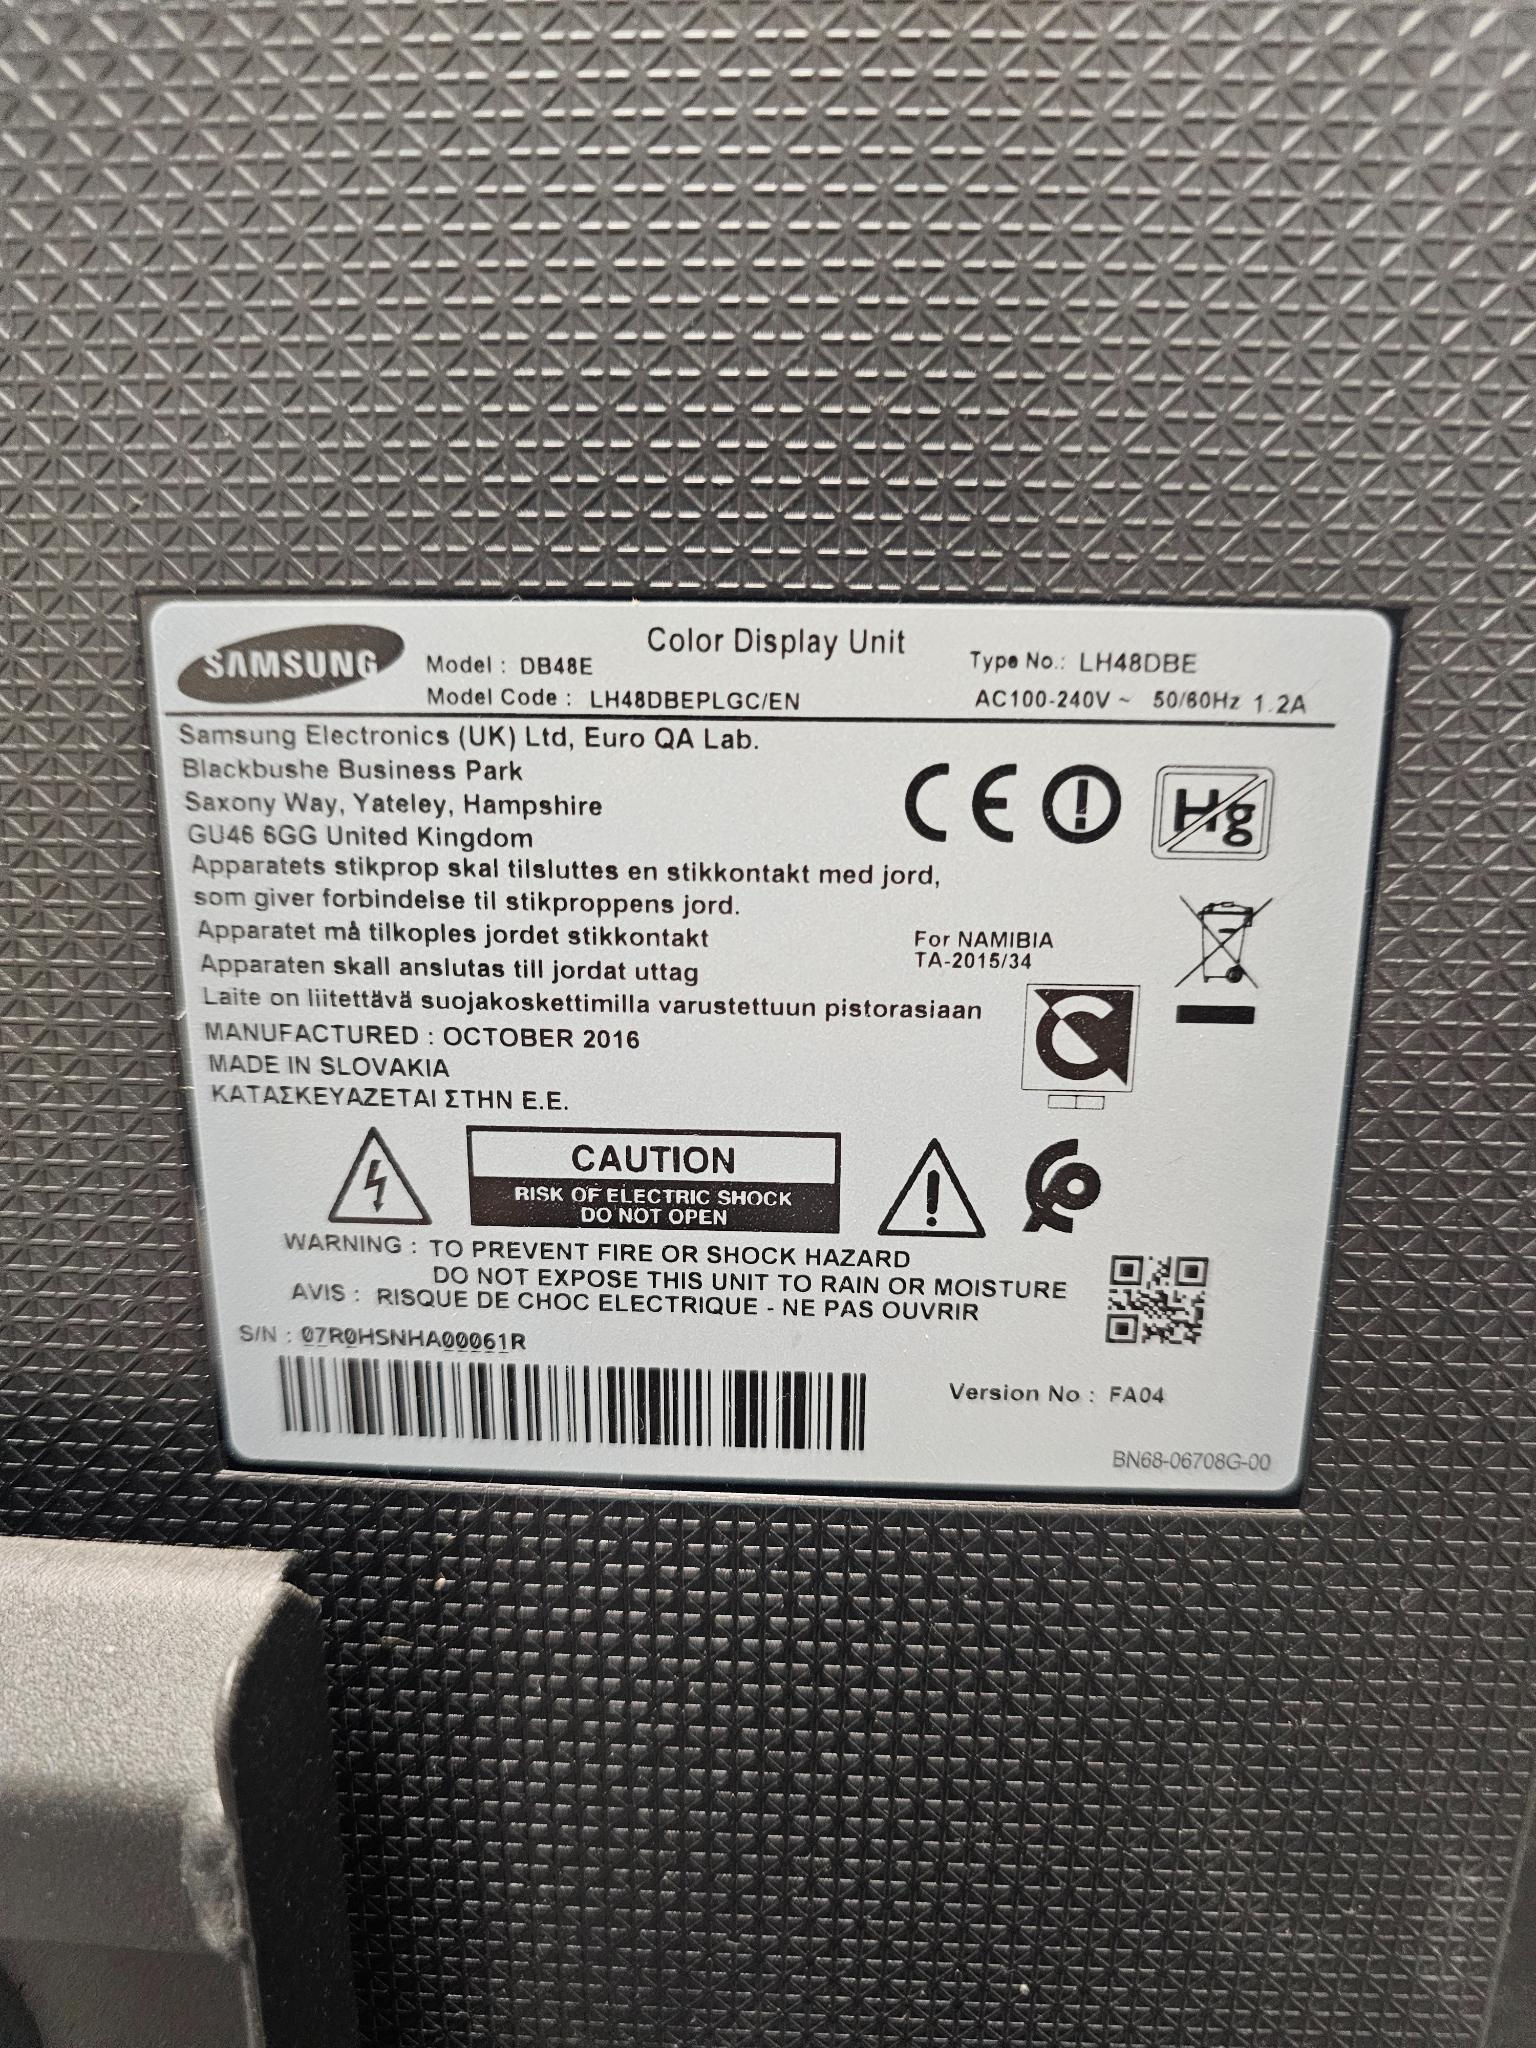 SAMSUNG
Color Display Unit
Model : DB48E
Type No.: LH48DBE
Model Code : LH48DBEPLGC/EN
AC100-240V ~ 50/60Hz 1.2A
Samsung Electronics (UK) Ltd, Euro QA Lab.
Blackbushe Business Park
Saxony Way, Yateley, Hampshire
GU46 6GG United Kingdom
CE
Hg
Apparatets stikprop skal tilsluttes en stikkontakt med jord,
som giver forbindelse til stikproppens jord.
Apparatet må tilkoples jordet stikkontakt
Apparaten skall anslutas till jordat uttag
Laite on liitettävä suojakoskettimilla varustettuun pistorasiaan
For NAMIBIA
TA-2015/34
MANUFACTURED : OCTOBER 2016
MADE IN SLOVAKIA
ΚΑΤΑΣΚΕΥΑΖΕΤΑΙ ΣΤΗΝ Ε.Ε.
CAUTION
RISK OF ELECTRIC SHOCK
DO NOT OPEN
WARNING : TO PREVENT FIRE OR SHOCK HAZARD
DO NOT EXPOSE THIS UNIT TO RAIN OR MOISTURE
AVIS : RISQUE DE CHOC ELECTRIQUE - NE PAS OUVRIR
S/N : 07R0HSNHA00061R
Version No : FA04
BN68-06708G-00